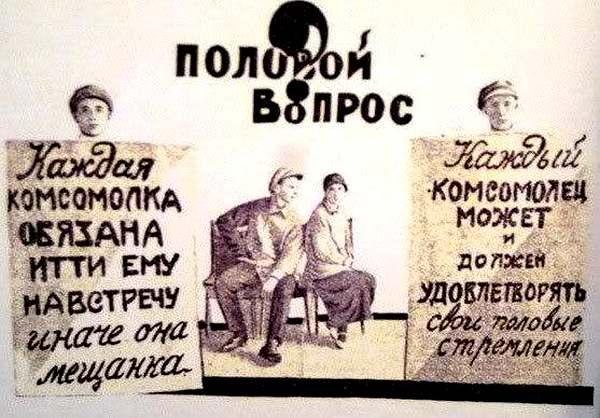 ПОЛОВОЙ
ВОПРОС
Каждая
КОМСОМОЛКА
ОБЯЗАНА
ИТТИ ЕМУ
НАВСТРЕЧУ
иначе она
мещанка.
Каждый
КОМСОМОЛЕЦ
МОЖЕТ
и
ДОЛЖЕН
УДОВЛЕТВОРЯТЬ
свои половые
стремления